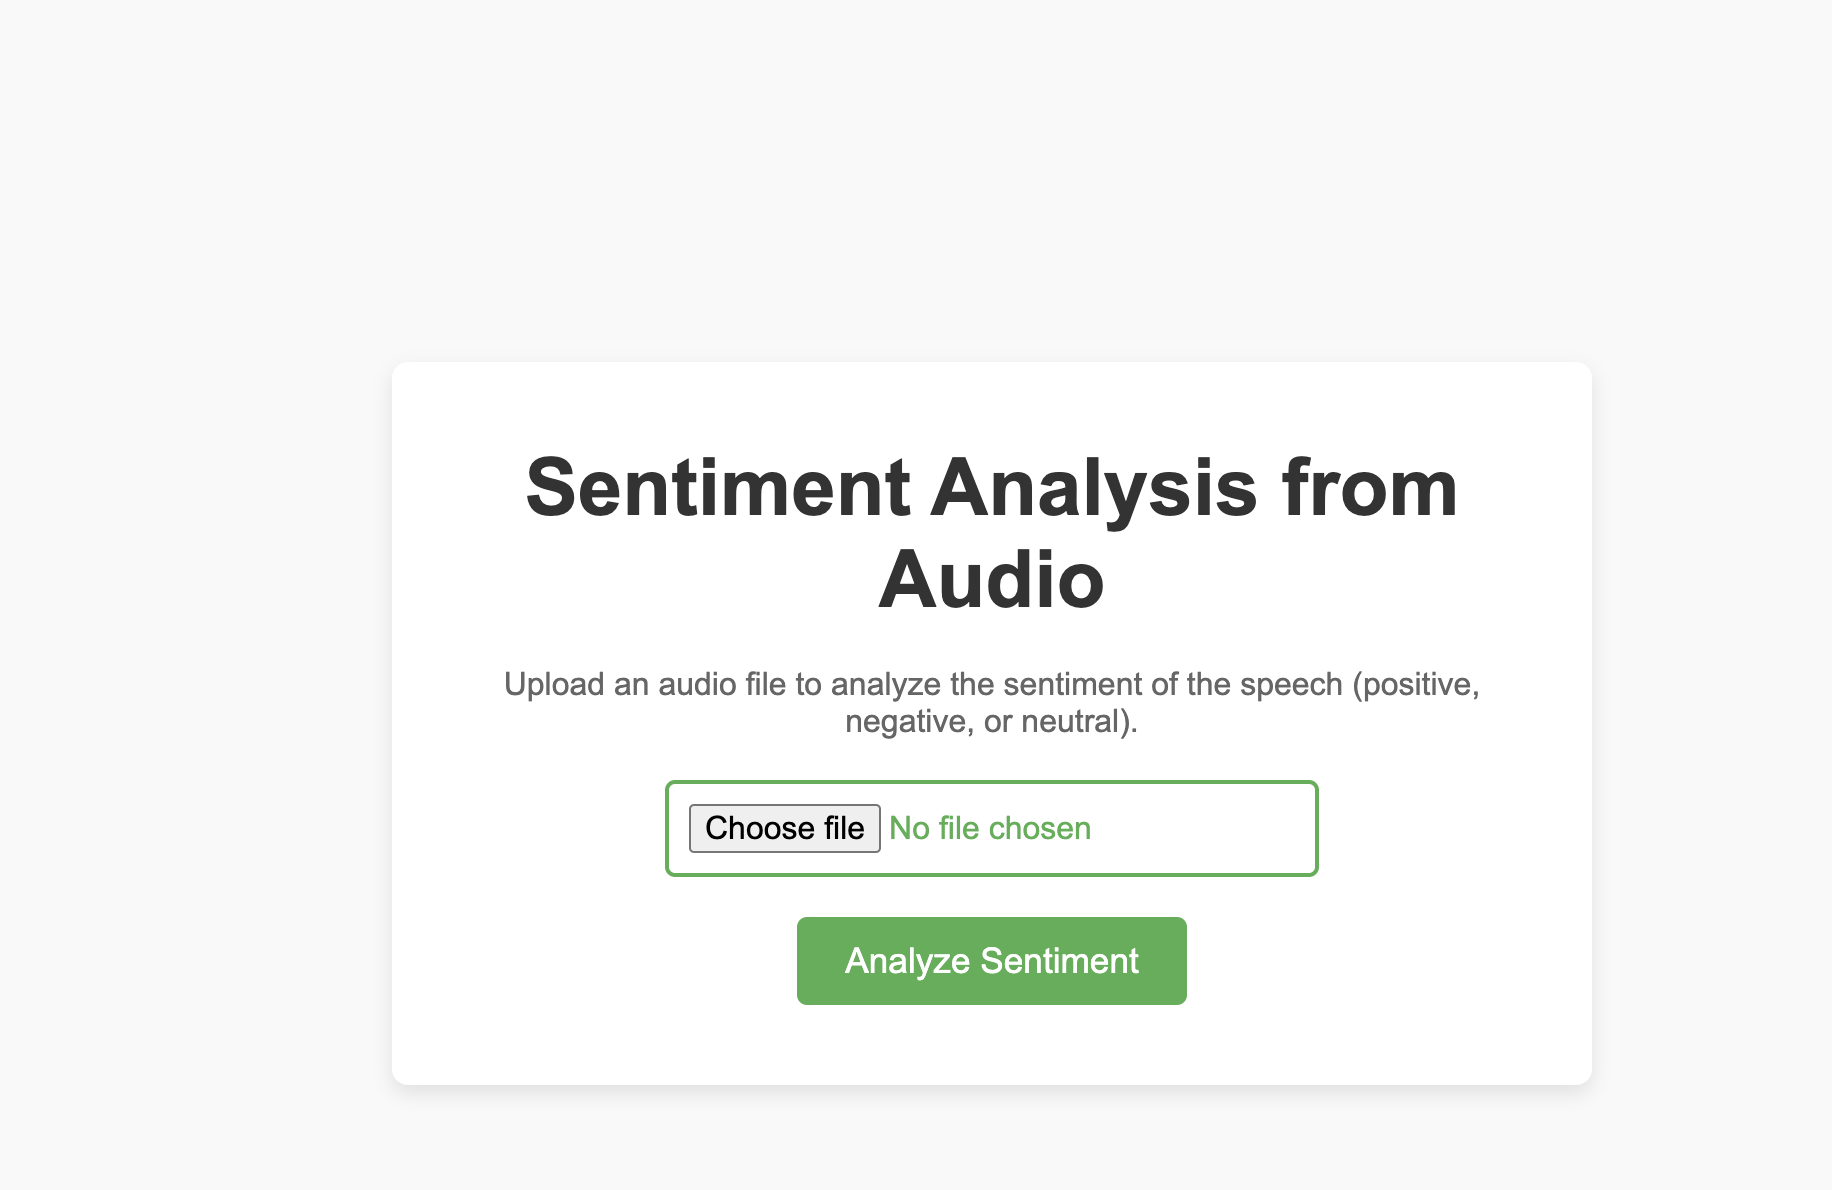 Sentiment Analysis from
Audio
Upload an audio file to analyze the sentiment of the speech (positive,
negative, or neutral).
Choose file No file chosen
Analyze Sentiment